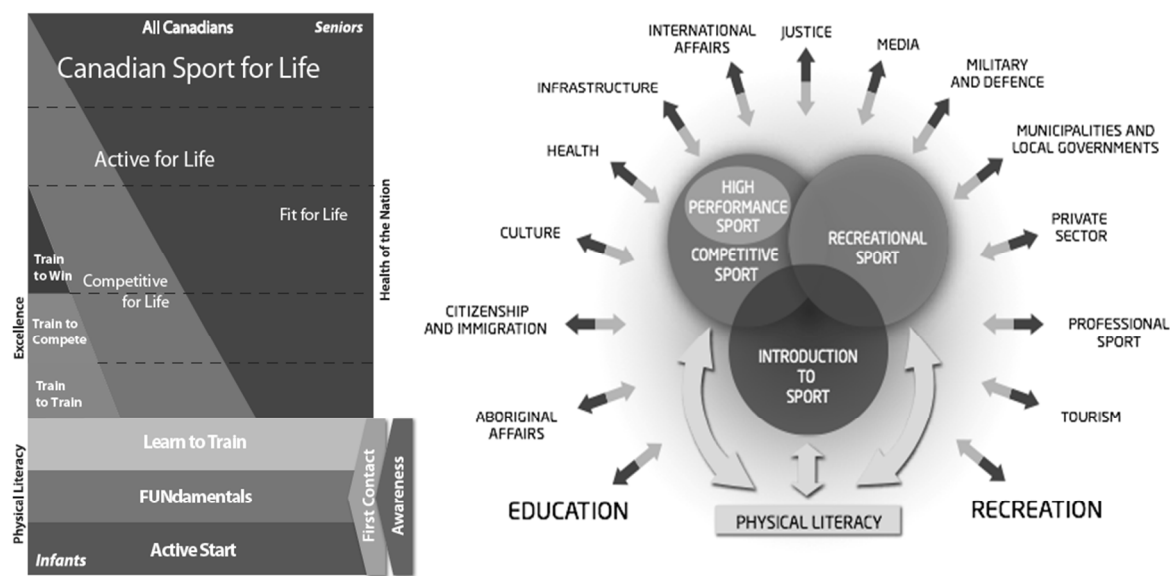 All Canadians
Seniors
Canadian Sport for Life
Active for Life
Fit for Life
Train
to Win
Competitive
for Life
Train to
Compete
Train
to Train
Excellence
Health of the Nation
Learn to Train
FUNdamentals
Active Start
Infants
Physical Literacy
First Contact
Awareness
INTERNATIONAL
AFFAIRS
JUSTICE
MEDIA
MILITARY
AND DEFENCE
INFRASTRUCTURE
MUNICIPALITIES AND
LOCAL GOVERNMENTS
HEALTH
HIGH
PERFORMANCE
SPORT
COMPETITIVE
SPORT
RECREATIONAL
SPORT
PRIVATE
SECTOR
CULTURE
CITIZENSHIP
AND IMMIGRATION
PROFESSIONAL
SPORT
INTRODUCTION
TO
SPORT
ABORIGINAL
AFFAIRS
TOURISM
EDUCATION
PHYSICAL LITERACY
RECREATION